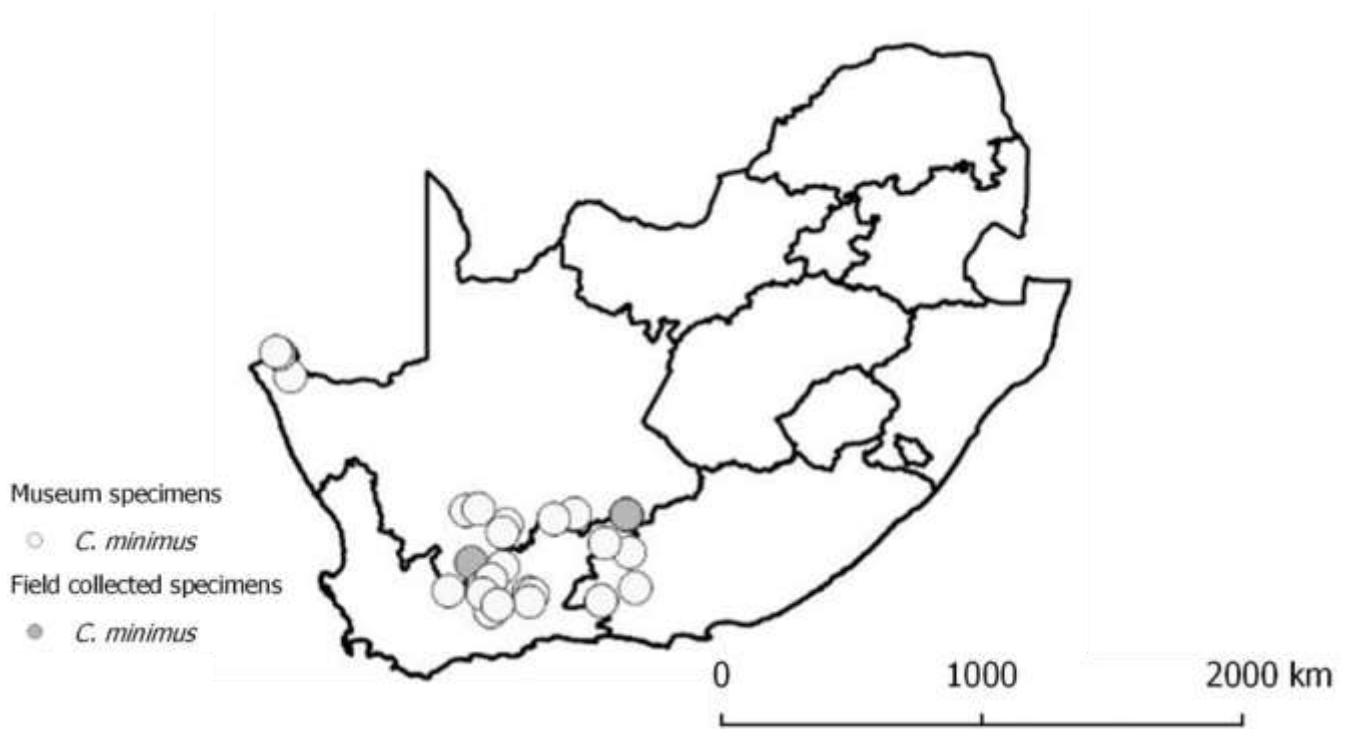 Museum specimens
C. minimus
Field collected specimens
C. minimus
0 1000 2000 km